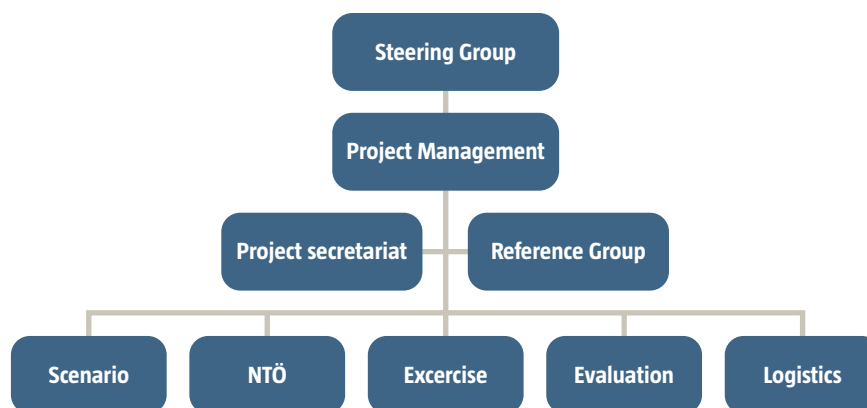 Steering Group
Project Management
Project secretariat
Reference Group
Scenario
NTÖ
Excercise
Evaluation
Logistics